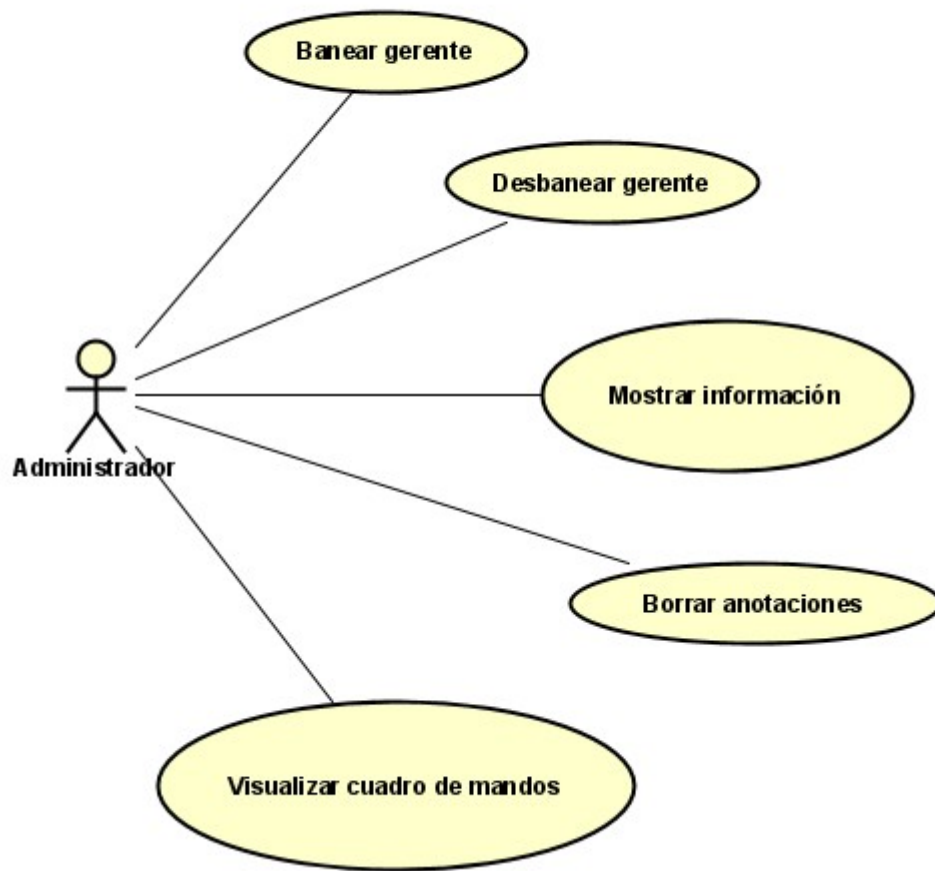 Banear gerente
Desbanear gerente
Mostrar información
Administrador
Borrar anotaciones
Visualizar cuadro de mandos